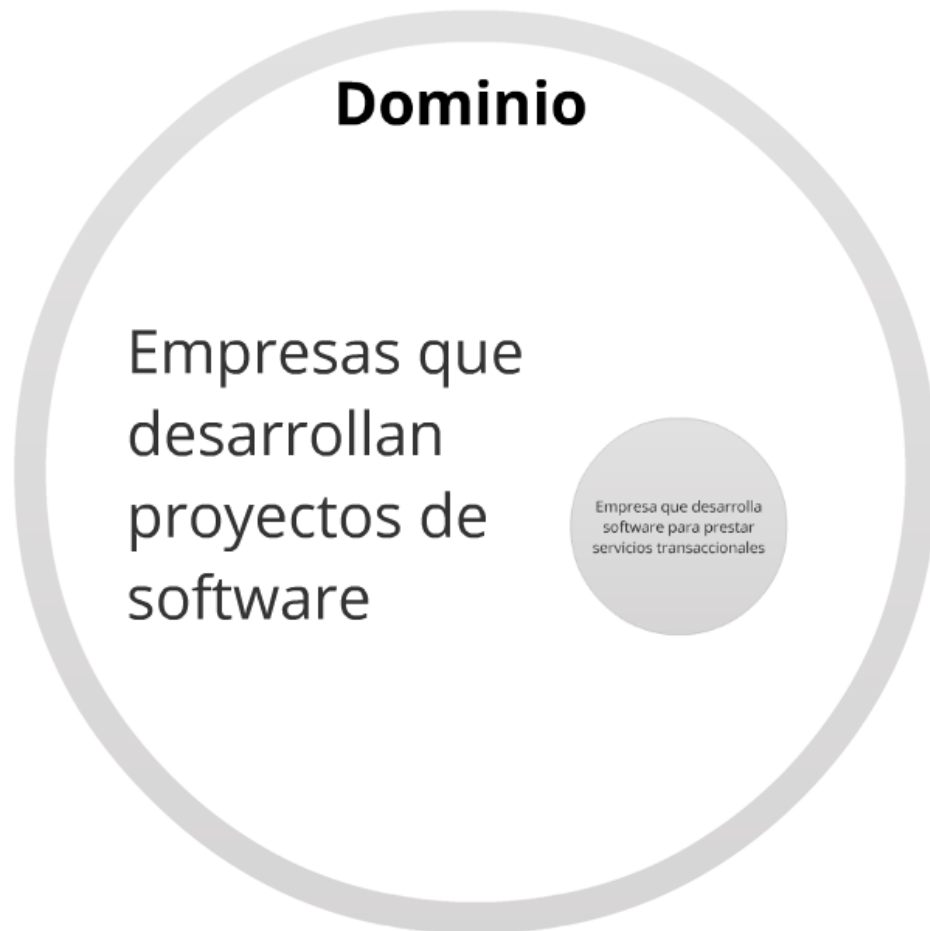 Dominio
Empresas que
desarrollan
proyectos de
software
Empresa que desarrolla
software para prestar
servicios transaccionales